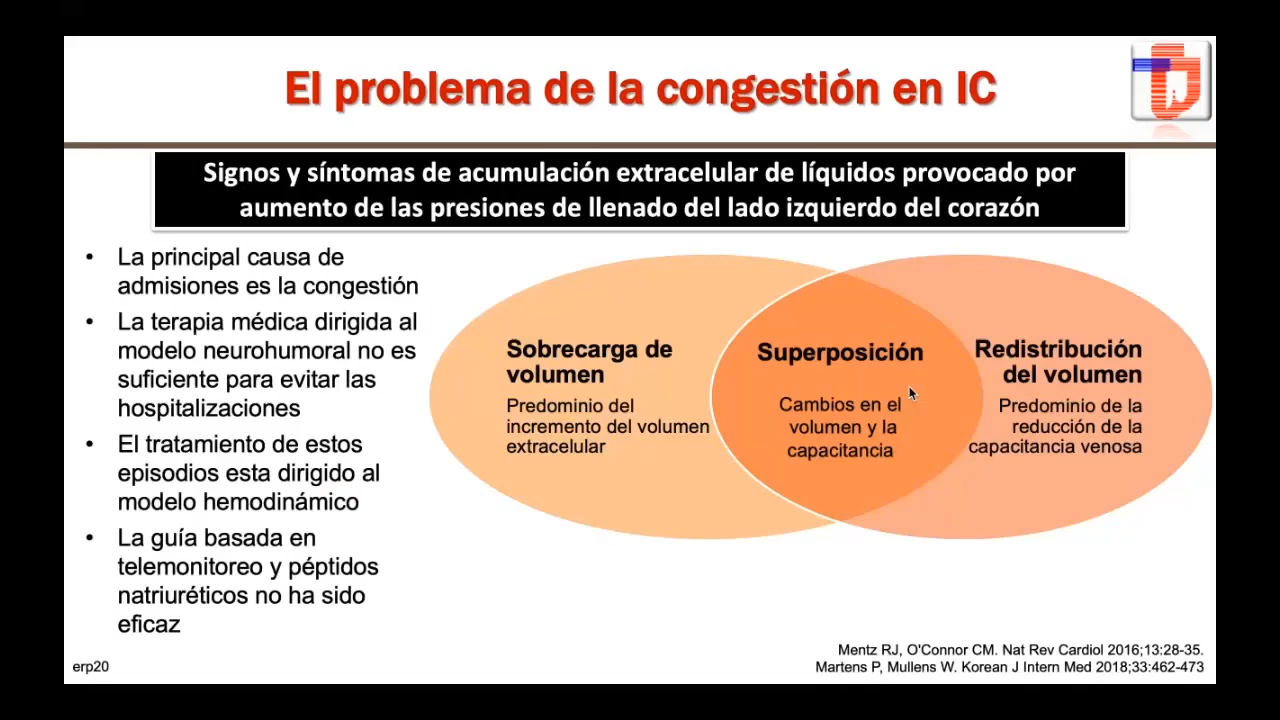 El problema de la congestión en IC
Signos y síntomas de acumulación extracelular de líquidos provocado por
aumento de las presiones de llenado del lado izquierdo del corazón
• La principal causa de
admisiones es la congestión
• La terapia médica dirigida al
modelo neurohumoral no es
suficiente para evitar las
hospitalizaciones
• El tratamiento de estos
episodios esta dirigido al
modelo hemodinámico
• La guía basada en
telemonitoreo y péptidos
natriuréticos no ha sido
eficaz
Sobrecarga de
volumen
Predominio del
incremento del volumen
extracelular
Superposición
Cambios en el
volumen y la
capacitancia
Redistribución
del volumen
Predominio de la
reducción de la
capacitancia venosa
Mentz RJ, O'Connor CM. Nat Rev Cardiol 2016;13:28-35.
Martens P, Mullens W. Korean J Intern Med 2018;33:462-473
erp20